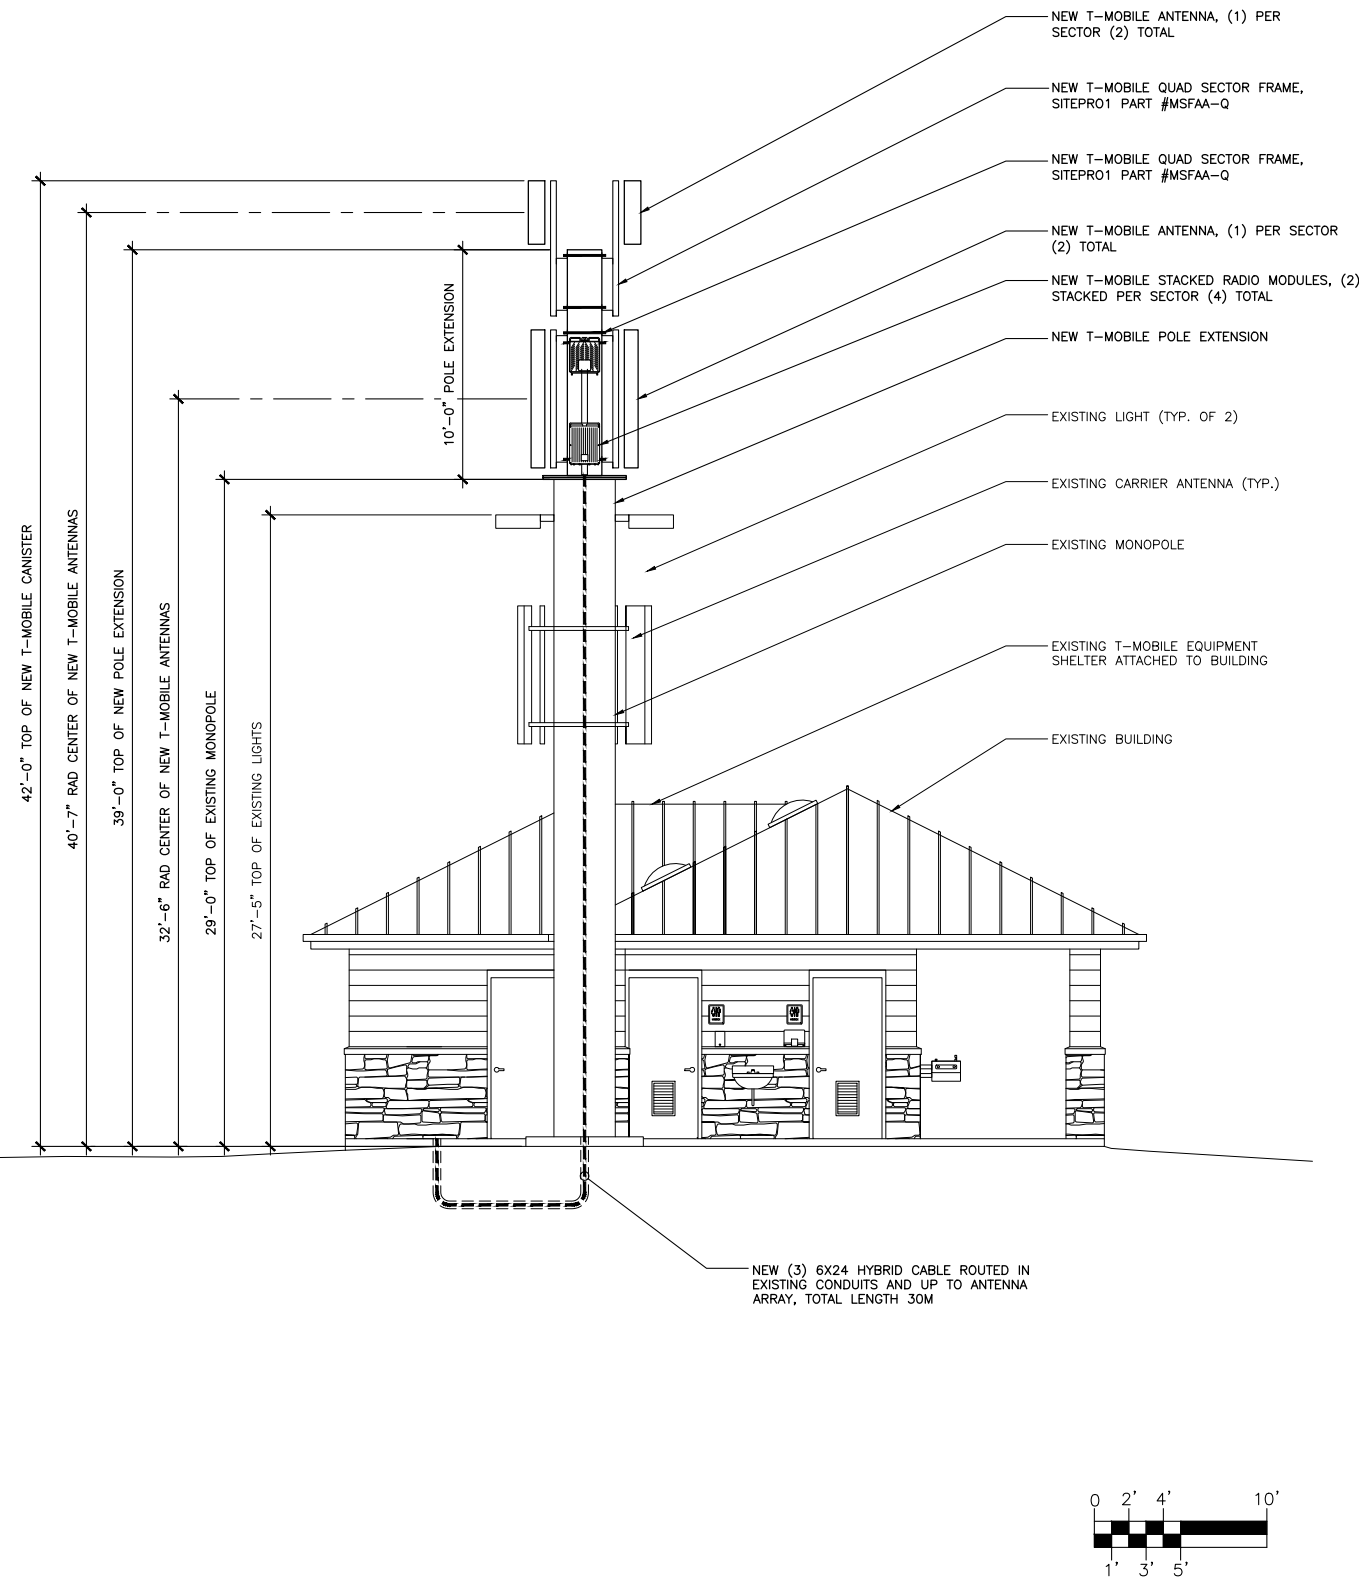 NEW T-MOBILE ANTENNA, (1) PER
SECTOR (2) TOTAL
NEW T-MOBILE QUAD SECTOR FRAME,
SITEPRO1 PART #MSFAA-Q
NEW T-MOBILE QUAD SECTOR FRAME,
SITEPRO1 PART #MSFAA-Q
NEW T-MOBILE ANTENNA, (1) PER SECTOR
(2) TOTAL
NEW T-MOBILE STACKED RADIO MODULES, (2)
STACKED PER SECTOR (4) TOTAL
NEW T-MOBILE POLE EXTENSION
EXISTING LIGHT (TYP. OF 2)
EXISTING CARRIER ANTENNA (TYP.)
EXISTING MONOPOLE
EXISTING T-MOBILE EQUIPMENT
SHELTER ATTACHED TO BUILDING
EXISTING BUILDING
42'-0" TOP OF NEW T-MOBILE CANISTER
40'-7" RAD CENTER OF NEW T-MOBILE ANTENNAS
39'-0" TOP OF NEW POLE EXTENSION
32'-6" RAD CENTER OF NEW T-MOBILE ANTENNAS
29'-0" TOP OF EXISTING MONOPOLE
27'-5" TOP OF EXISTING LIGHTS
10'-0" POLE EXTENSION
NEW (3) 6X24 HYBRID CABLE ROUTED IN
EXISTING CONDUITS AND UP TO ANTENNA
ARRAY, TOTAL LENGTH 30M
0 2' 4' 10'
1' 3' 5'